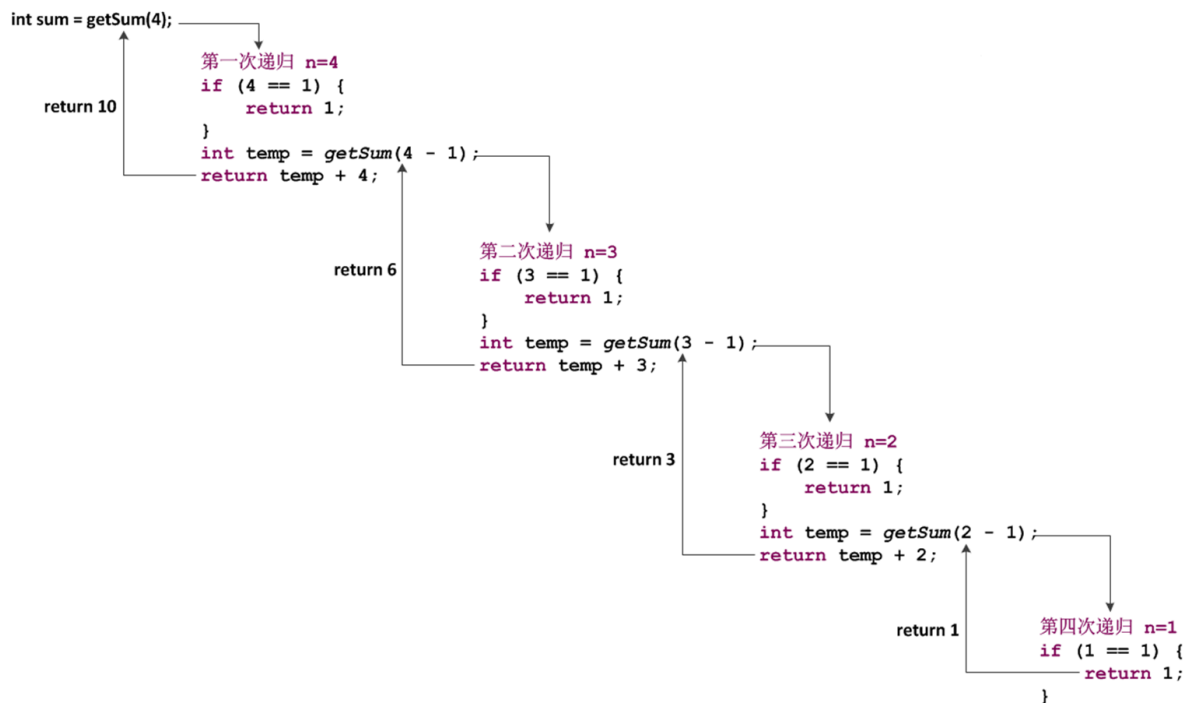 int sum = getSum(4);
第一次递归 n=4
if (4 == 1) {
return 1;
}
int temp = getSum(4 - 1);
return temp + 4;
return 10
第二次递归 n=3
if (3 == 1) {
return 1;
}
int temp = getSum(3 - 1);
return temp + 3;
return 6
第三次递归 n=2
if (2 == 1) {
return 1;
}
int temp = getSum(2 - 1);
return temp + 2;
return 3
第四次递归 n=1
if (1 == 1) {
return 1;
}
return 1